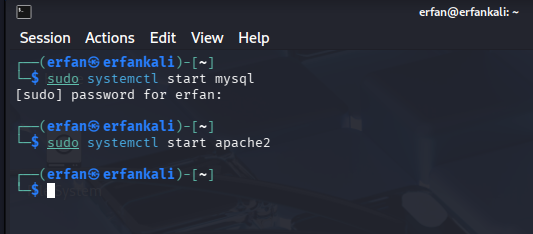 erfan@erfankali: ~
Session Actions Edit View Help
┌──(erfan㉿erfankali)-[~]
└─$ sudo systemctl start mysql
[sudo] password for erfan:
┌──(erfan㉿erfankali)-[~]
└─$ sudo systemctl start apache2
┌──(erfan㉿erfankali)-[~]
└─$
System